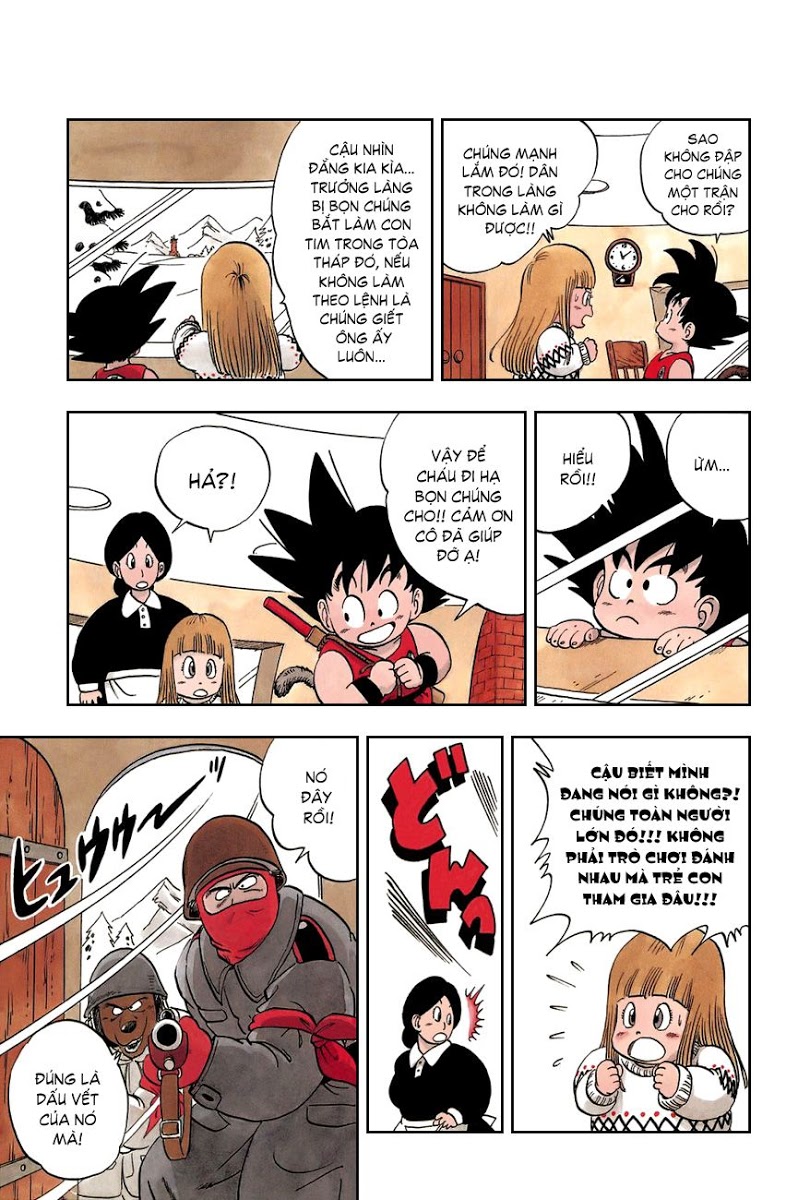 SAO
KHÔNG ĐẬP
CHO CHÚNG
MỘT TRẬN
CHO RỒI?
CHÚNG MẠNH
LẮM ĐÓ! DÂN
TRONG LÀNG
KHÔNG LÀM GÌ
ĐƯỢC!!
CẬU NHÌN
ĐẰNG KIA KÌA...
TRƯỞNG LÀNG
BỊ BỌN CHÚNG
BẮT LÀM CON
TIM TRONG TÒA
THÁP ĐÓ, NẾU
KHÔNG LÀM
THEO LỆNH LÀ
CHÚNG GIẾT
ÔNG ẤY
LUÔN...
ỪM...
HIỂU
RỒI!!
VẬY ĐỂ
CHÁU ĐI HẠ
BỌN CHÚNG
CHO!! CẢM ƠN
CÔ ĐÃ GIÚP
ĐỠ Ạ!
HẢ?!
CẬU BIẾT MÌNH
ĐANG NÓI GÌ KHÔNG?!
CHÚNG TOÀN NGƯỜI
LỚN ĐÓ!!! KHÔNG
PHẢI TRÒ CHƠI ĐÁNH
NHAU MÀ TRẺ CON
THAM GIA ĐÂU!!!
どんっ
NÓ
ĐÂY
RỒI!
ヒュウウウー
ĐÚNG LÀ
DẤU VẾT
CỦA NÓ
MÀ!